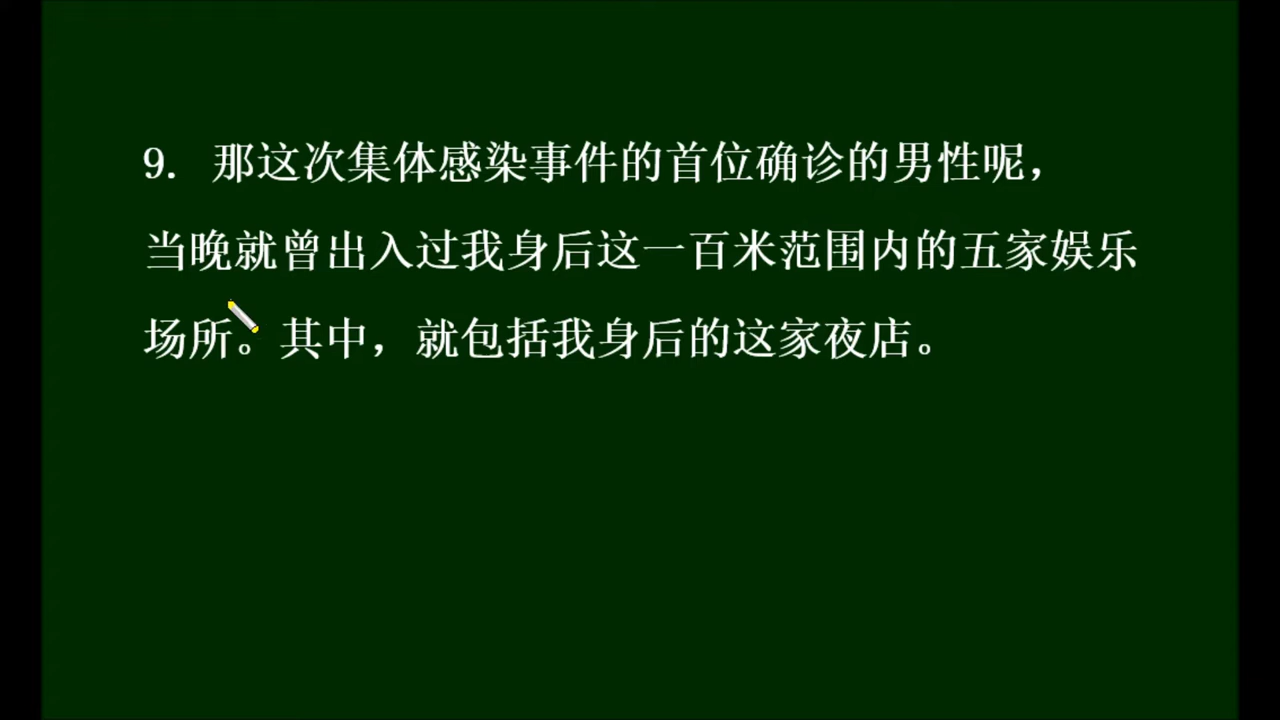 9. 那这次集体感染事件的首位确诊的男性呢，
当晚就曾出入过我身后这一百米范围内的五家娱乐
场所。其中，就包括我身后的这家夜店。